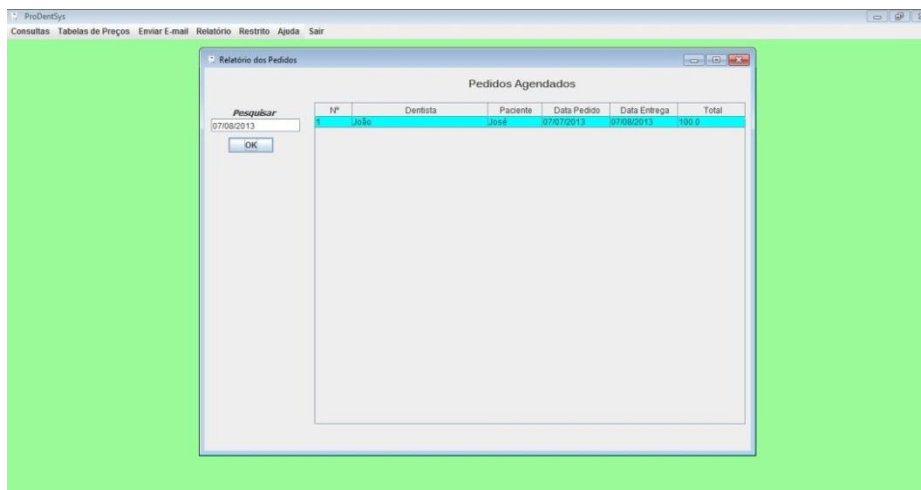 ProDentSys
Consultas Tabelas de Preços Enviar E-mail Relatório Restrito Ajuda Sair
Relatório dos Pedidos
Pedidos Agendados
Pesquisar
07/08/2013
OK
Nº Dentista Paciente Data Pedido Data Entrega Total
1 João José 07/07/2013 07/08/2013 100.0